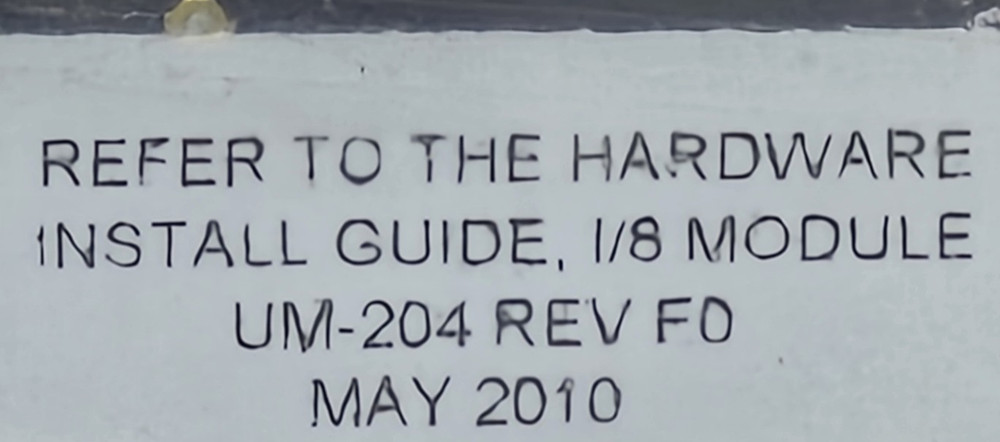 REFER TO THE HARDWARE
INSTALL GUIDE, I/8 MODULE
UM-204 REV F0
MAY 2010